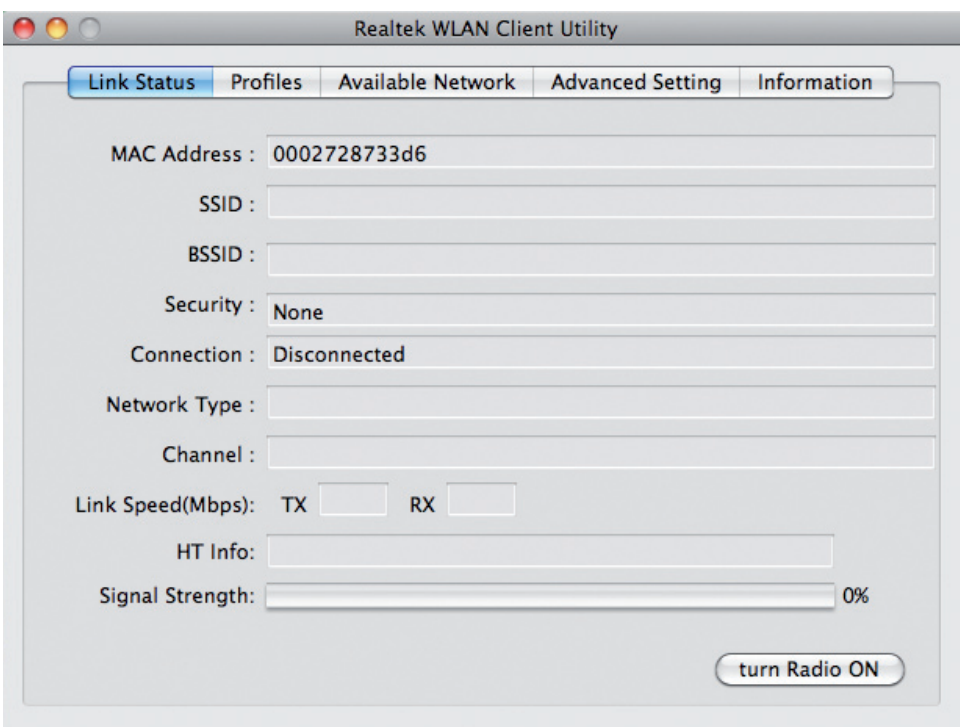 Realtek WLAN Client Utility
Link Status Profiles Available Network Advanced Setting Information
MAC Address : 0002728733d6
SSID :
BSSID :
Security : None
Connection : Disconnected
Network Type :
Channel :
Link Speed(Mbps): TX RX
HT Info:
Signal Strength: 0%
turn Radio ON